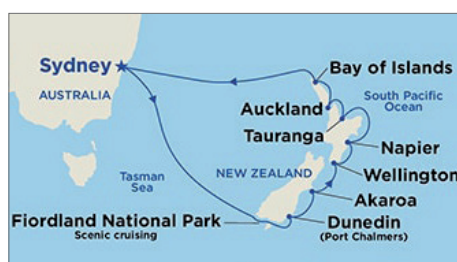 Sydney
AUSTRALIA
Bay of Islands
Auckland
South Pacific
Ocean
Tauranga
Napier
NEW ZEALAND
Wellington
Tasman
Sea
Akaroa
Fiordland National Park
Scenic cruising
Dunedin
(Port Chalmers)